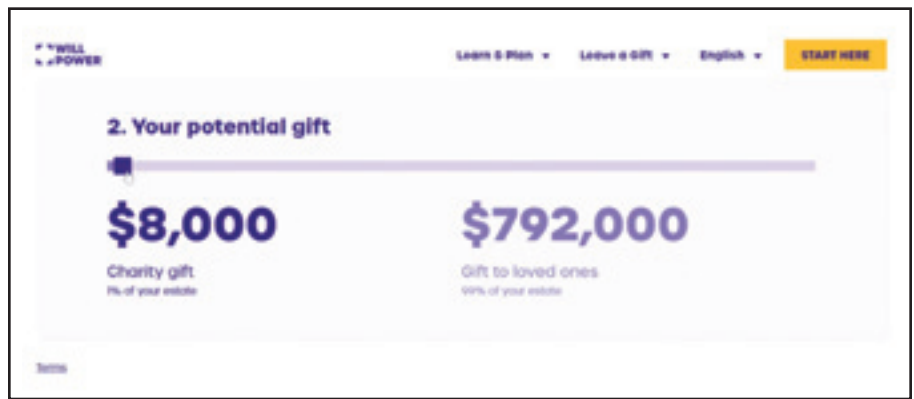 WILL
POWER
Learn & Plan
Leave a Gift
English
START HERE
2. Your potential gift
$8,000
$792,000
Charity gift
Gift to loved ones
1% of your estate
99% of your estate
Terms